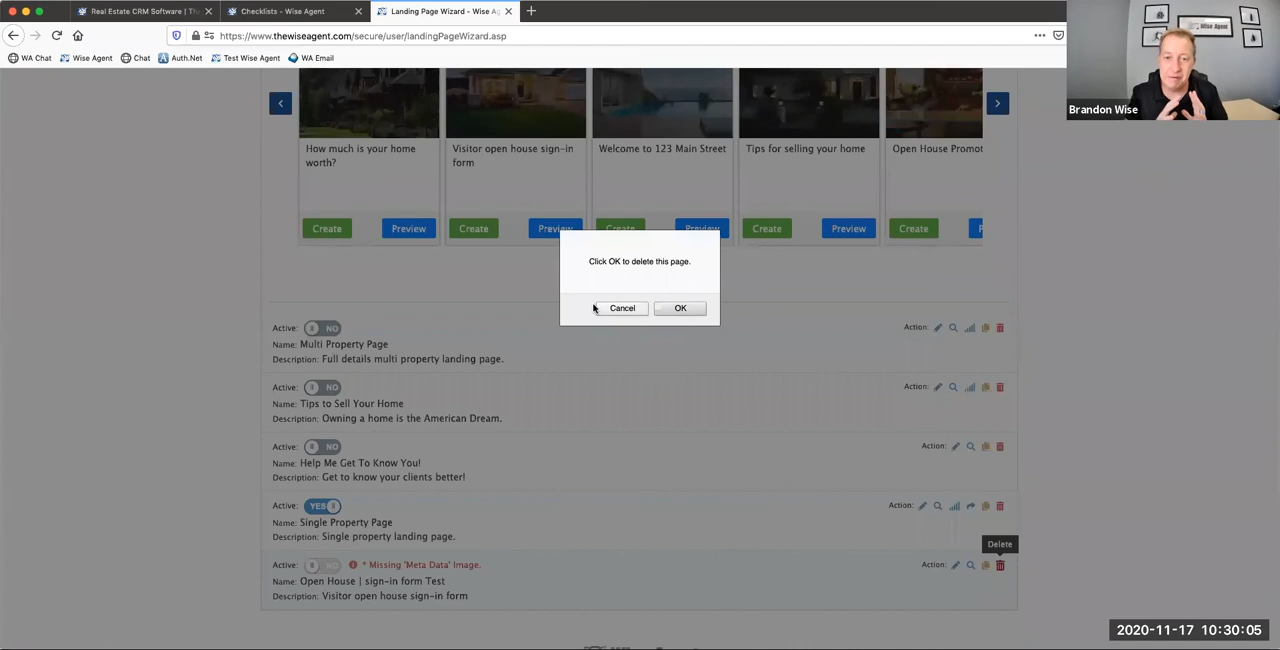 Real Estate CRM Software | Th
Checklists - Wise Agent
Landing Page Wizard - Wise Ag
https://www.thewiseagent.com/secure/user/landingPageWizard.asp
WA Chat
Wise Agent
Chat
Auth.Net
Test Wise Agent
WA Email
Wise Agent
Brandon Wise
How much is your home worth?
Visitor open house sign-in form
Welcome to 123 Main Street
Tips for selling your home
Open House Promot
Create Preview
Create Preview
Create Preview
Create Preview
Create P
Click OK to delete this page.
Cancel OK
Active: NO Action:
Name: Multi Property Page
Description: Full details multi property landing page.
Active: NO Action:
Name: Tips to Sell Your Home
Description: Owning a home is the American Dream.
Active: NO Action:
Name: Help Me Get To Know You!
Description: Get to know your clients better!
Active: YES Action:
Name: Single Property Page
Description: Single property landing page.
Delete
Active: NO * Missing 'Meta Data' Image. Action:
Name: Open House | sign-in form Test
Description: Visitor open house sign-in form
2020-11-17 10:30:05